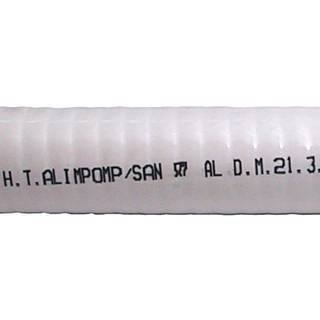 H.T.ALIMPOMP/SAN AL D.M.21.3.